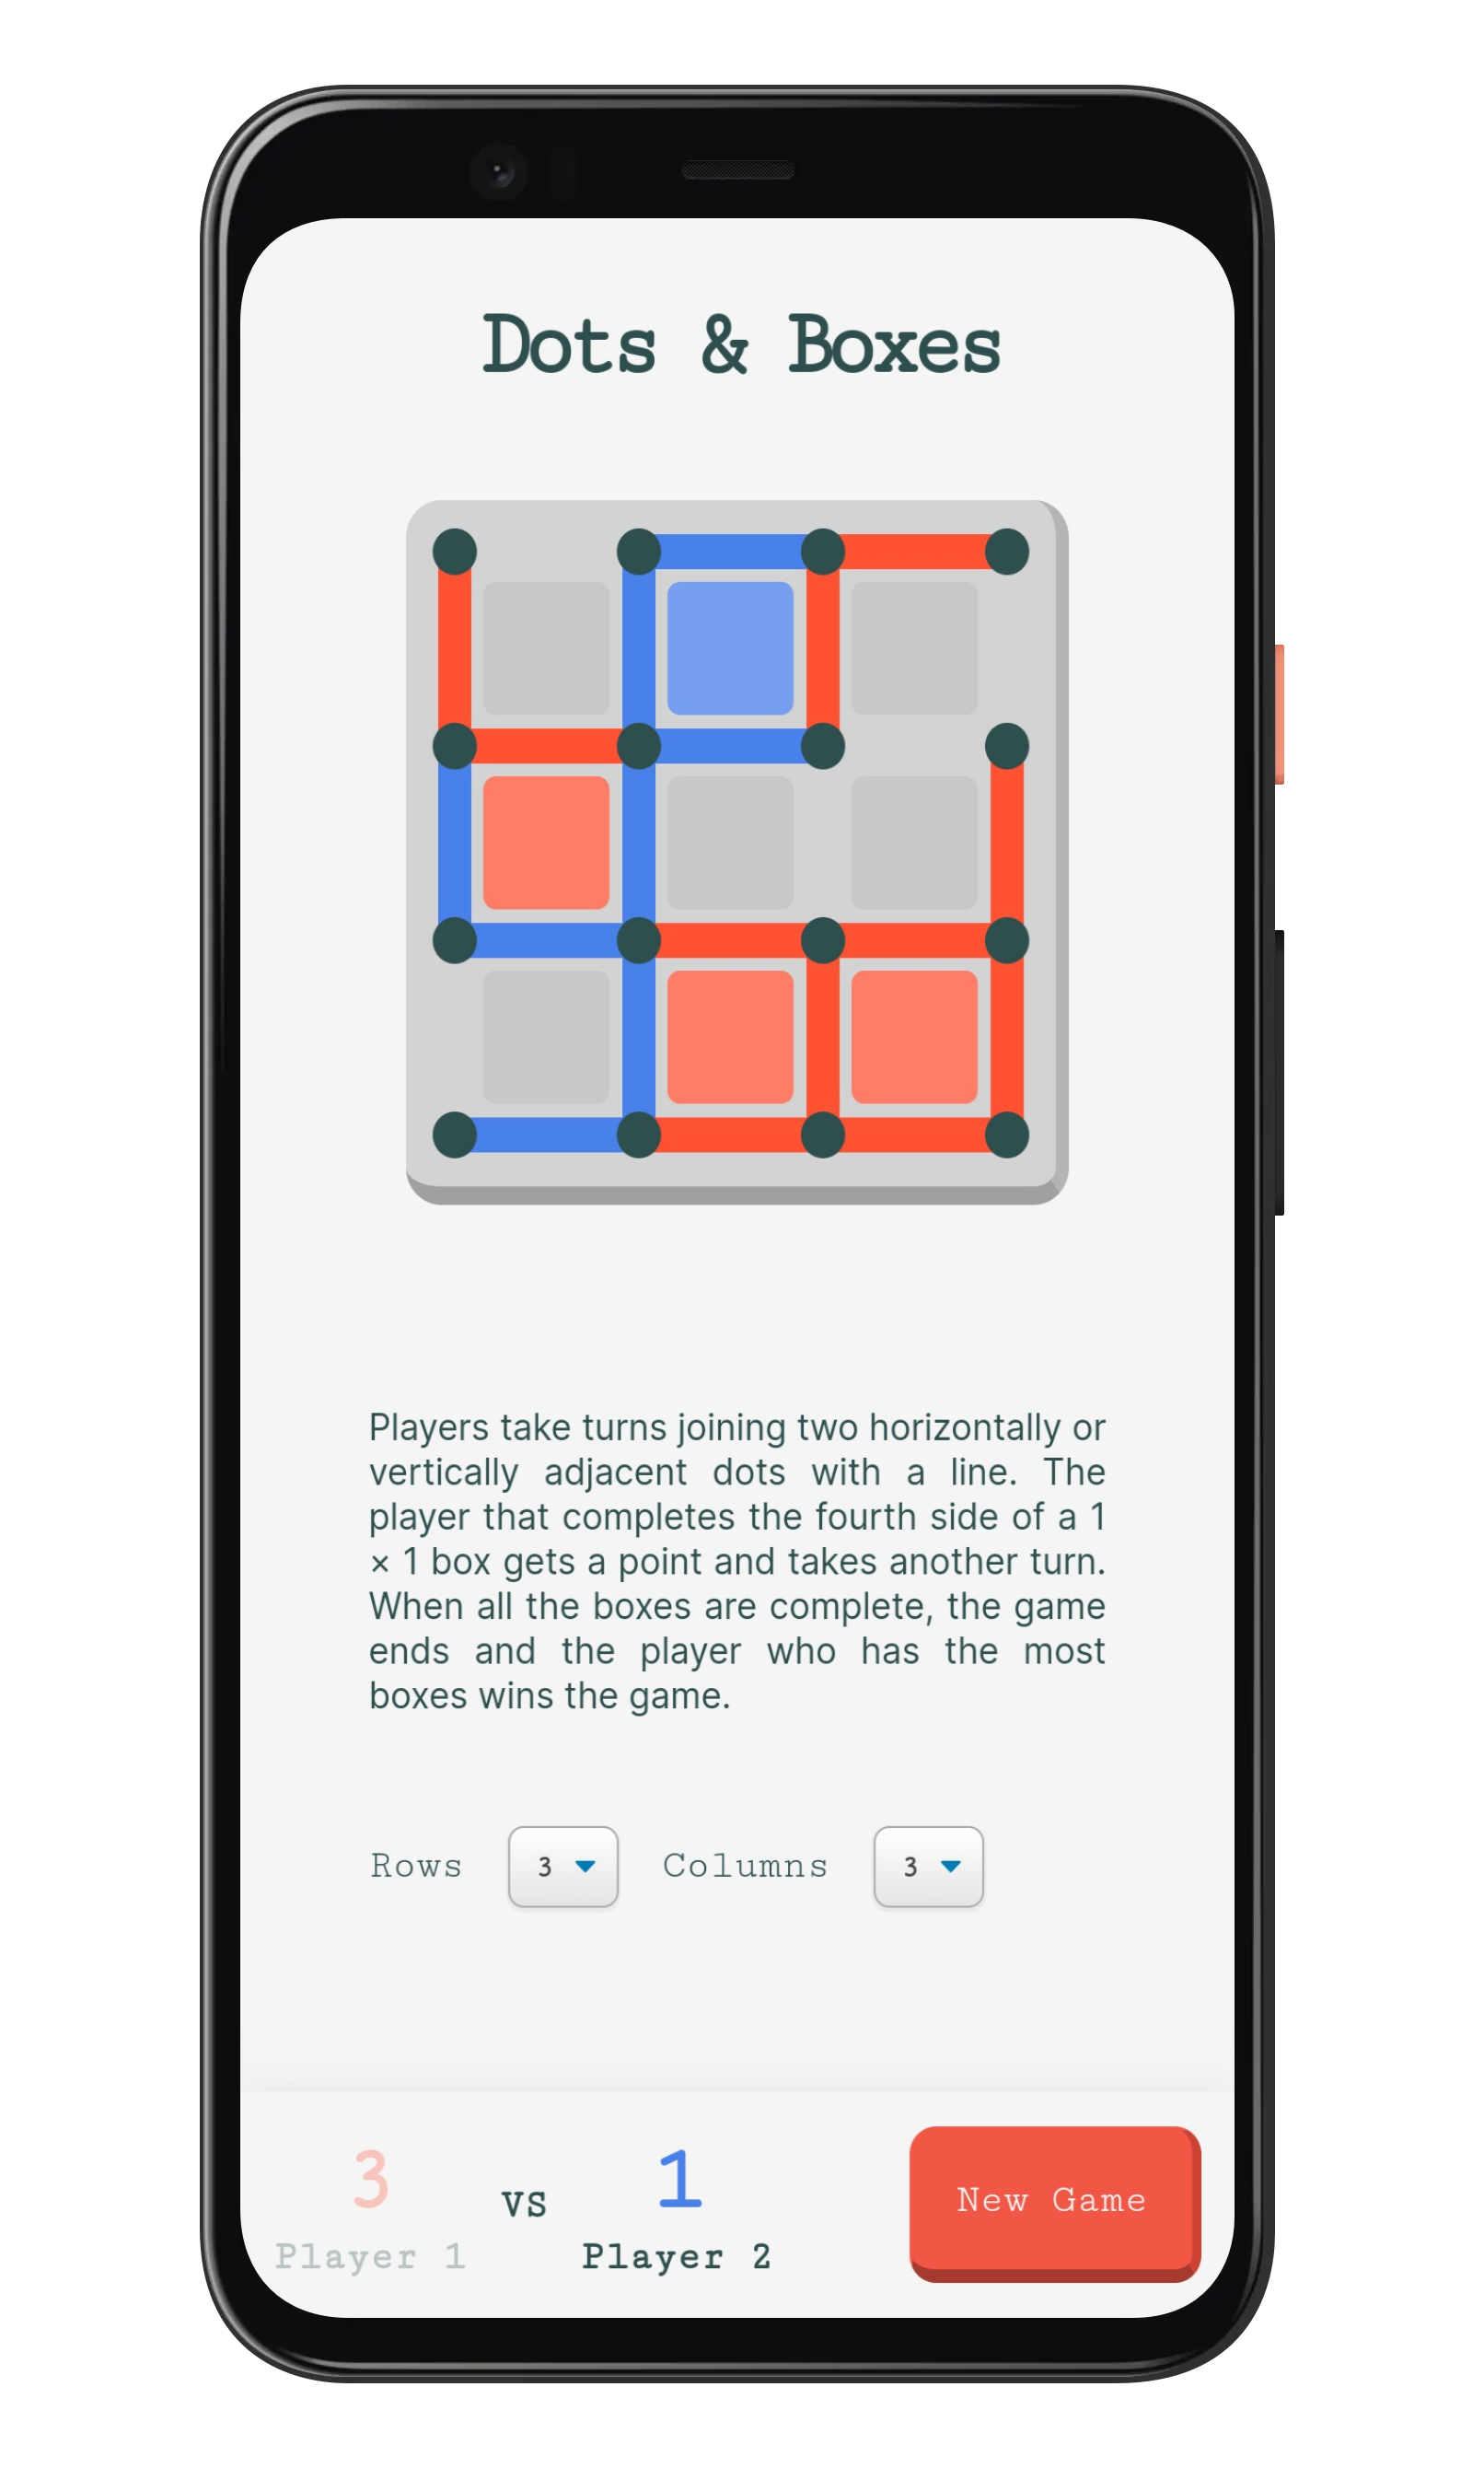 Dots & Boxes
Players take turns joining two horizontally or
vertically adjacent dots with a line. The
player that completes the fourth side of a 1
× 1 box gets a point and takes another turn.
When all the boxes are complete, the game
ends and the player who has the most
boxes wins the game.
Rows 3 Columns 3
3 vs 1 New Game
Player 1 Player 2